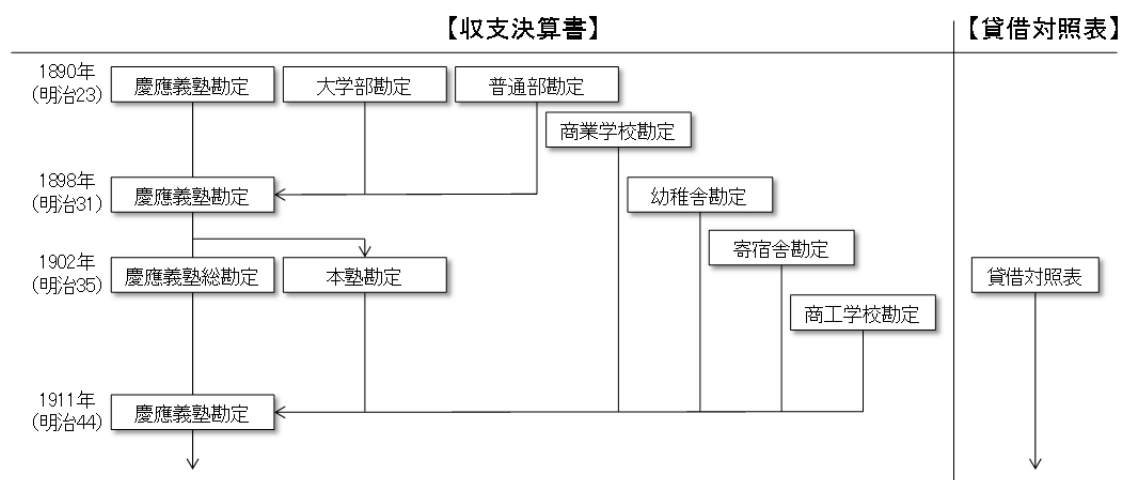 【収支決算書】
【貸借対照表】
1890年
(明治23)
慶應義塾勘定
大学部勘定
普通部勘定
商業学校勘定
1898年
(明治31)
慶應義塾勘定
幼稚舎勘定
寄宿舎勘定
1902年
(明治35)
慶應義塾総勘定
本塾勘定
貸借対照表
商工学校勘定
1911年
(明治44)
慶應義塾勘定